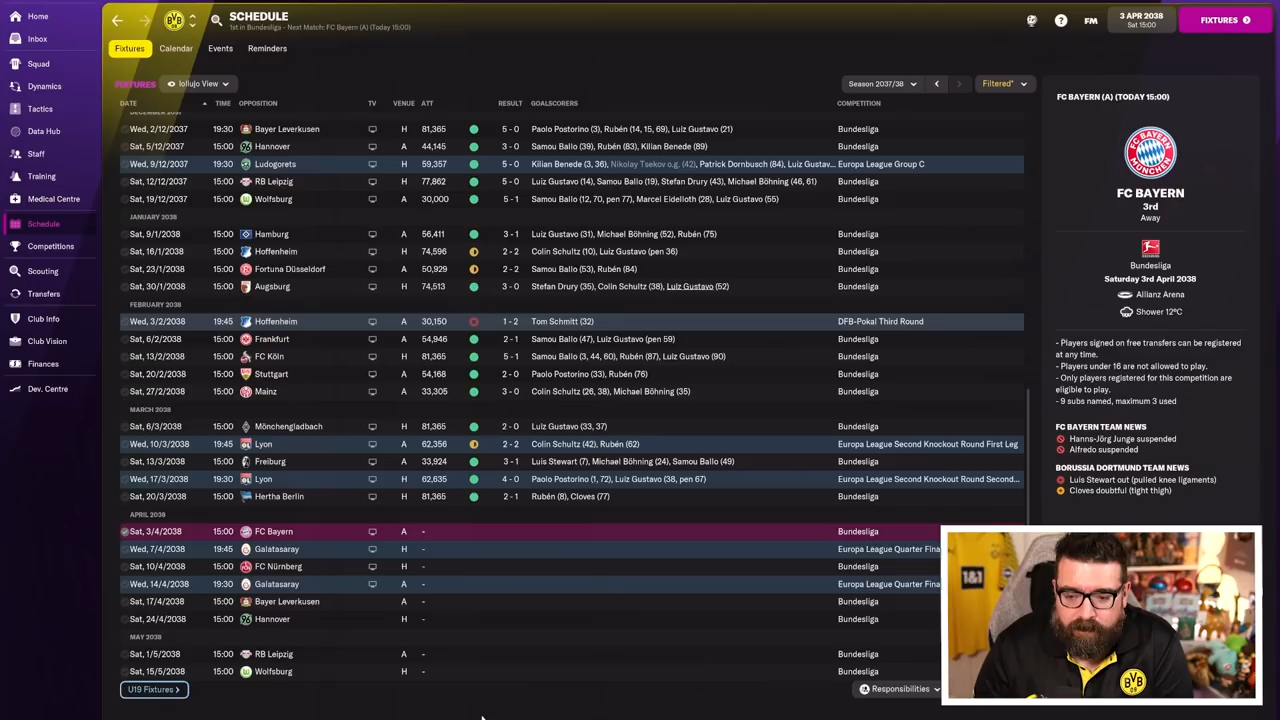 Home
Inbox
Squad
Dynamics
Tactics
Data Hub
Staff
Training
Medical Centre
Schedule
Competitions
Scouting
Transfers
Club Info
Club Vision
Finances
Dev. Centre
BVB 09 SCHEDULE
1st in Bundesliga - Next Match: FC Bayern (A) (Today 15:00)
FM 3 APR 2038 Sat 15:00 FIXTURES
Fixtures Calendar Events Reminders
FIXTURES lollujo View Season 2037/38 Filtered*
DATE TIME OPPOSITION TV VENUE ATT RESULT GOALSCORERS COMPETITION
DECEMBER 2037
Wed, 2/12/2037 19:30 Bayer Leverkusen H 81,365 5 - 0 Paolo Postorino (3), Rubén (14, 15, 69), Luiz Gustavo (21) Bundesliga
Sat, 5/12/2037 15:00 Hannover A 44,145 3 - 0 Samou Ballo (39), Rubén (83), Kilian Benede (89) Bundesliga
Wed, 9/12/2037 19:30 Ludogorets H 59,357 5 - 0 Kilian Benede (3, 36), Nikolay Tsekov o.g. (42), Patrick Dornbusch (84), Luiz Gustav... Europa League Group C
Sat, 12/12/2037 15:00 RB Leipzig H 77,862 5 - 0 Luiz Gustavo (14), Samou Ballo (19), Stefan Drury (43), Michael Böhning (46, 61) Bundesliga
Sat, 19/12/2037 15:00 Wolfsburg A 30,000 5 - 1 Samou Ballo (12, 70, pen 77), Marcel Eldelloth (28), Luiz Gustavo (55) Bundesliga
JANUARY 2038
Sat, 9/1/2038 15:00 Hamburg A 56,411 3 - 1 Luiz Gustavo (31), Michael Böhning (52), Rubén (75) Bundesliga
Sat, 16/1/2038 15:00 Hoffenheim H 74,596 2 - 2 Colin Schultz (10), Luiz Gustavo (pen 36) Bundesliga
Sat, 23/1/2038 15:00 Fortuna Düsseldorf A 50,929 2 - 2 Samou Ballo (53), Rubén (84) Bundesliga
Sat, 30/1/2038 15:00 Augsburg H 74,513 3 - 0 Stefan Drury (35), Colin Schultz (38), Luiz Gustavo (52) Bundesliga
FEBRUARY 2038
Wed, 3/2/2038 19:45 Hoffenheim A 30,150 1 - 2 Tom Schmitt (32) DFB-Pokal Third Round
Sat, 6/2/2038 15:00 Frankfurt A 54,946 2 - 1 Samou Ballo (47), Luiz Gustavo (pen 59) Bundesliga
Sat, 13/2/2038 15:00 FC Köln H 81,365 5 - 1 Samou Ballo (3, 44, 60), Rubén (87), Luiz Gustavo (90) Bundesliga
Sat, 20/2/2038 15:00 Stuttgart A 54,168 2 - 0 Paolo Postorino (33), Rubén (76) Bundesliga
Sat, 27/2/2038 15:00 Mainz A 33,305 3 - 0 Colin Schultz (26, 38), Michael Böhning (35) Bundesliga
MARCH 2038
Sat, 6/3/2038 15:00 Mönchengladbach H 81,365 2 - 0 Luiz Gustavo (33, 37) Bundesliga
Wed, 10/3/2038 19:45 Lyon A 62,356 2 - 2 Colin Schultz (42), Rubén (62) Europa League Second Knockout Round First Leg
Sat, 13/3/2038 15:00 Freiburg A 33,924 3 - 1 Luis Stewart (7), Michael Böhning (24), Samou Ballo (49) Bundesliga
Wed, 17/3/2038 19:30 Lyon H 62,635 4 - 0 Paolo Postorino (1, 72), Luiz Gustavo (38, pen 67) Europa League Second Knockout Round Second...
Sat, 20/3/2038 15:00 Hertha Berlin H 81,365 2 - 1 Rubén (8), Cloves (77) Bundesliga
APRIL 2038
Sat, 3/4/2038 15:00 FC Bayern A - Bundesliga
Wed, 7/4/2038 19:45 Galatasaray H - Europa League Quarter Fina
Sat, 10/4/2038 15:00 FC Nürnberg H - Bundesliga
Wed, 14/4/2038 19:30 Galatasaray A - Europa League Quarter Fina
Sat, 17/4/2038 15:00 Bayer Leverkusen A - Bundesliga
Sat, 24/4/2038 15:00 Hannover H - Bundesliga
MAY 2038
Sat, 1/5/2038 15:00 RB Leipzig A - Bundesliga
Sat, 15/5/2038 15:00 Wolfsburg H - Bundesliga
U19 Fixtures Responsibilities
FC BAYERN (A) (TODAY 15:00)
FC BAYERN
3rd
Away
Bundesliga
Saturday 3rd April 2038
Allianz Arena
Shower 12°C
- Players signed on free transfers can be registered
at any time.
- Players under 16 are not allowed to play.
- Only players registered for this competition are
eligible to play.
- 9 subs named, maximum 3 used
FC BAYERN TEAM NEWS
Hanns-Jörg Junge suspended
Alfredo suspended
BORUSSIA DORTMUND TEAM NEWS
Luis Stewart out (pulled knee ligaments)
Cloves doubtful (tight thigh)
181
BVB
09